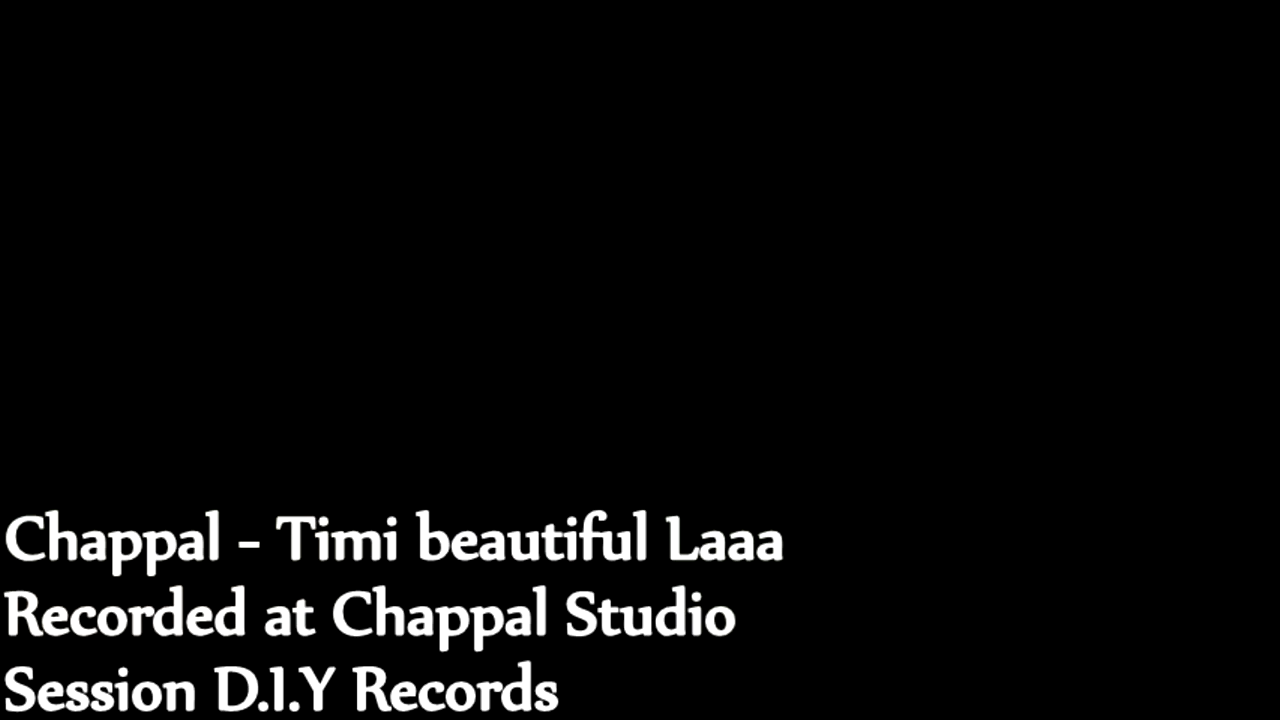 Chappal - Timi beautiful Laaa
Recorded at Chappal Studio
Session D.I.Y Records